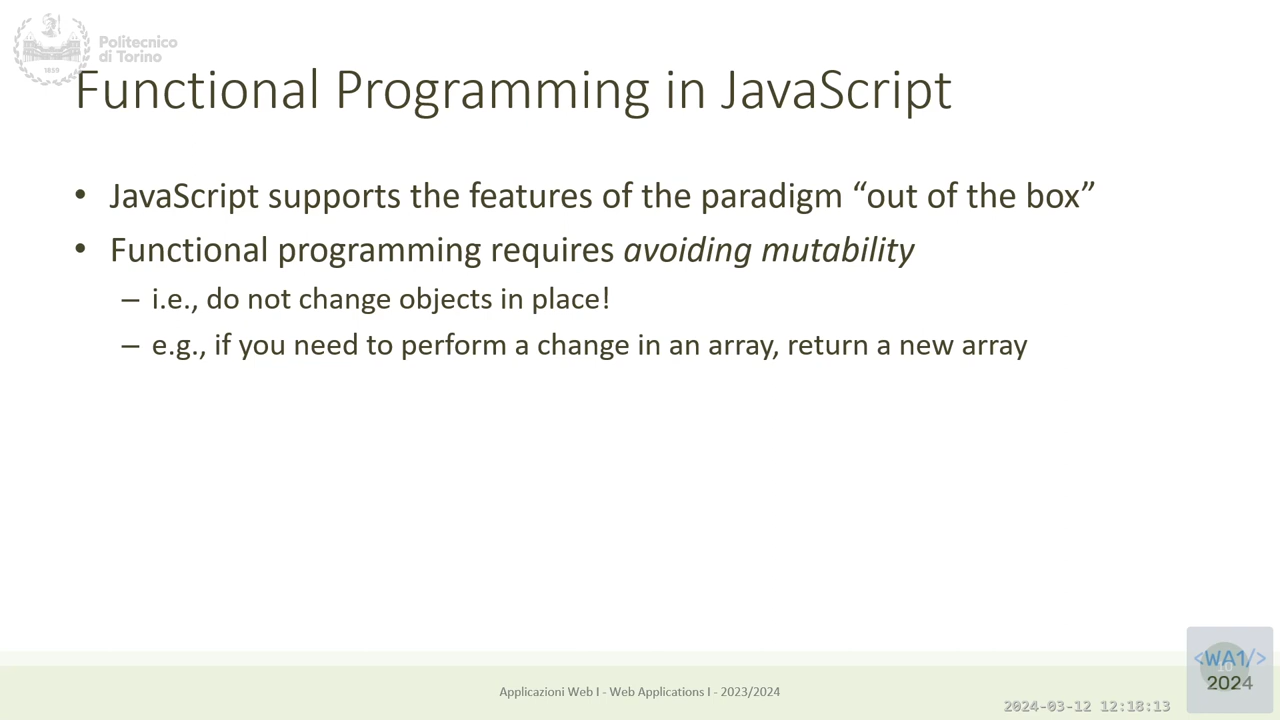 Politecnico
di Torino
1859
Functional Programming in JavaScript
• JavaScript supports the features of the paradigm “out of the box”
• Functional programming requires avoiding mutability
– i.e., do not change objects in place!
– e.g., if you need to perform a change in an array, return a new array
<WA1/>
10
2024
Applicazioni Web I - Web Applications I - 2023/2024
2024-03-12 12:18:13